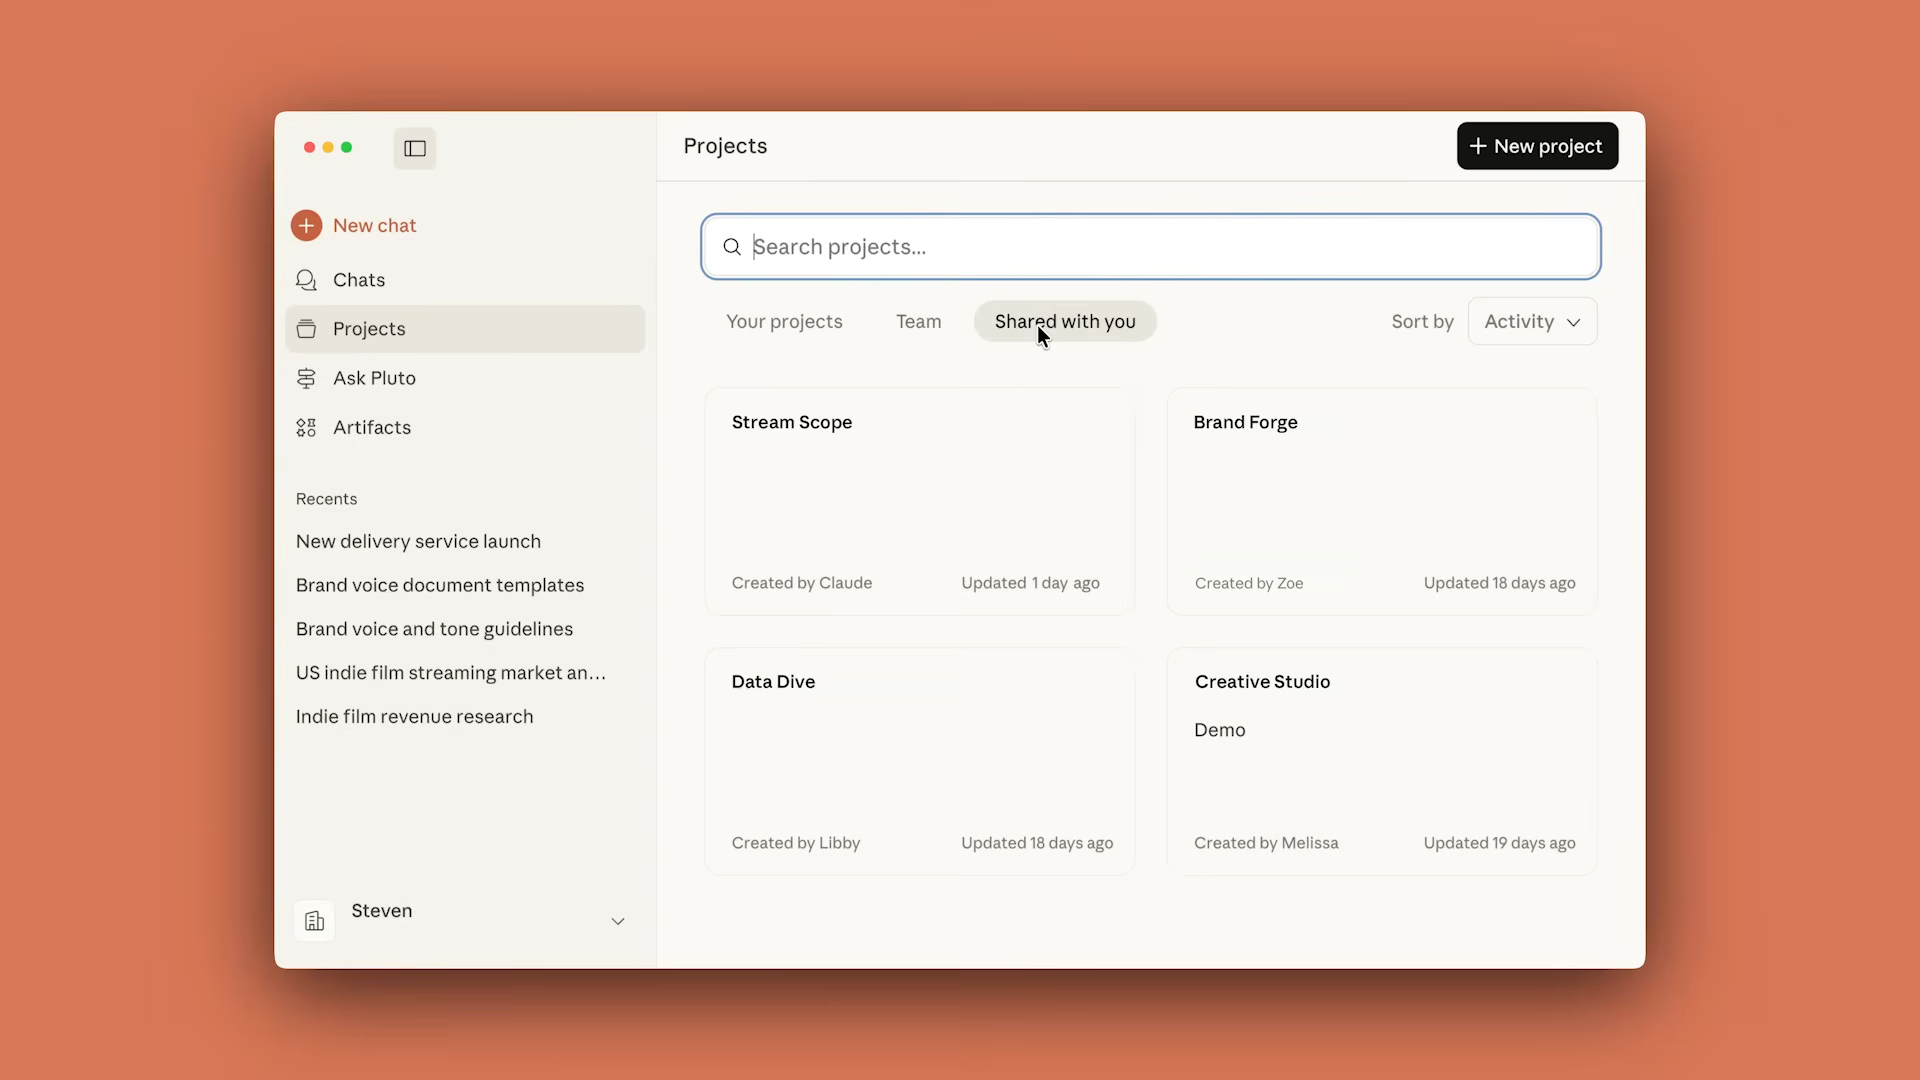 Projects
+ New project
New chat
Chats
Projects
Ask Pluto
Artifacts
Recents
New delivery service launch
Brand voice document templates
Brand voice and tone guidelines
US indie film streaming market an...
Indie film revenue research
Steven
Search projects...
Your projects
Team
Shared with you
Sort by
Activity
Stream Scope
Created by Claude
Updated 1 day ago
Brand Forge
Created by Zoe
Updated 18 days ago
Data Dive
Created by Libby
Updated 18 days ago
Creative Studio
Demo
Created by Melissa
Updated 19 days ago